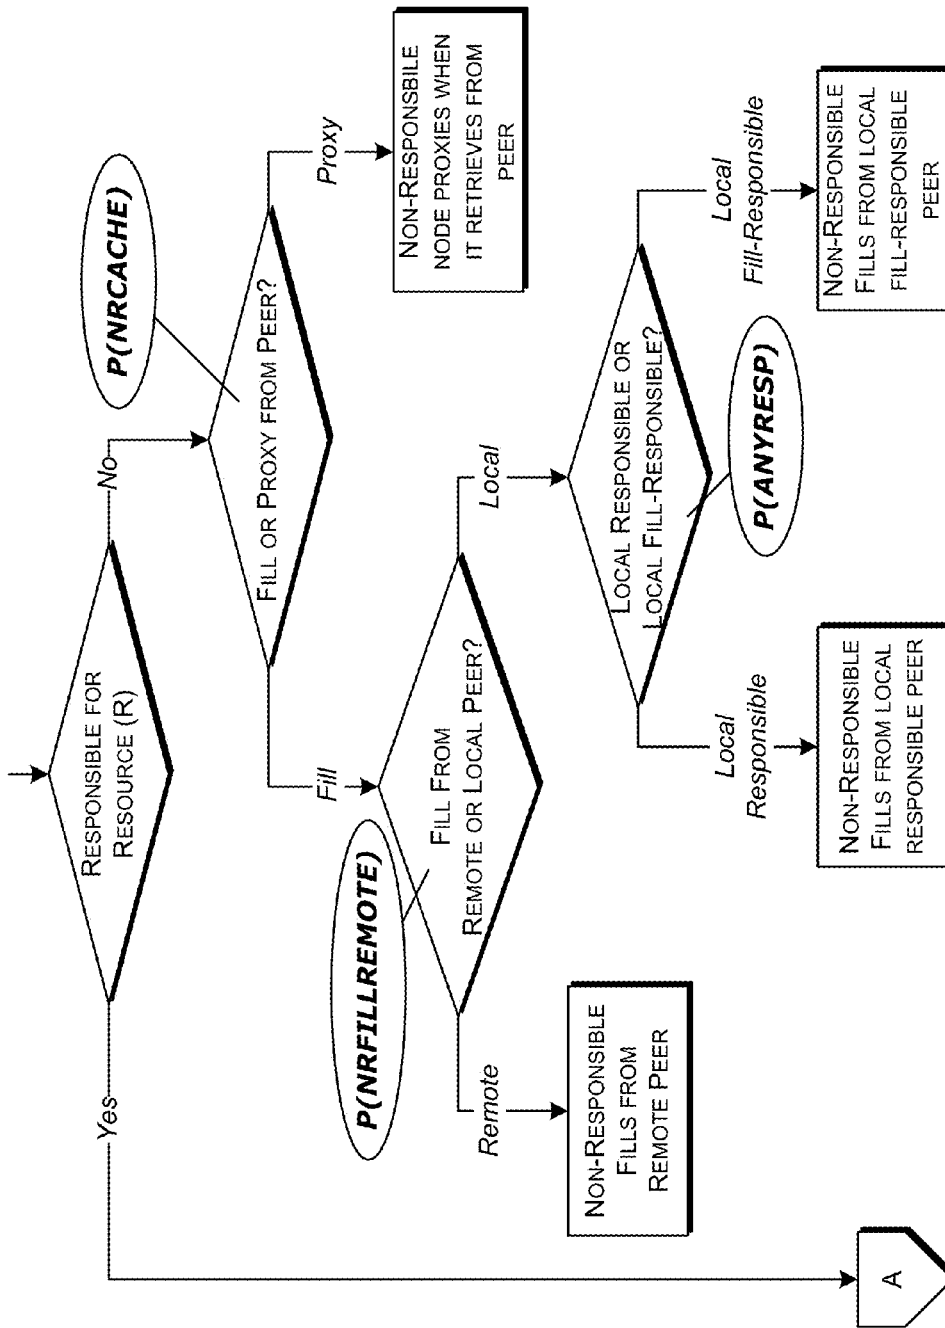 RESPONSIBLE FOR
RESOURCE (R)
Yes
No
P(NRCACHE)
FILL OR PROXY FROM PEER?
Fill
Proxy
NON-RESPONSBILE
NODE PROXIES WHEN
IT RETRIEVES FROM
PEER
P(NRFILLREMOTE)
FILL FROM
REMOTE OR LOCAL PEER?
Remote
Local
NON-RESPONSIBLE
FILLS FROM
REMOTE PEER
LOCAL RESPONSIBLE OR
LOCAL FILL-RESPONSIBLE?
P(ANYRESP)
Local
Responsible
Local
Fill-Responsible
NON-RESPONSIBLE
FILLS FROM LOCAL
RESPONSIBLE PEER
NON-RESPONSIBLE
FILLS FROM LOCAL
FILL-RESPONSIBLE
PEER
A